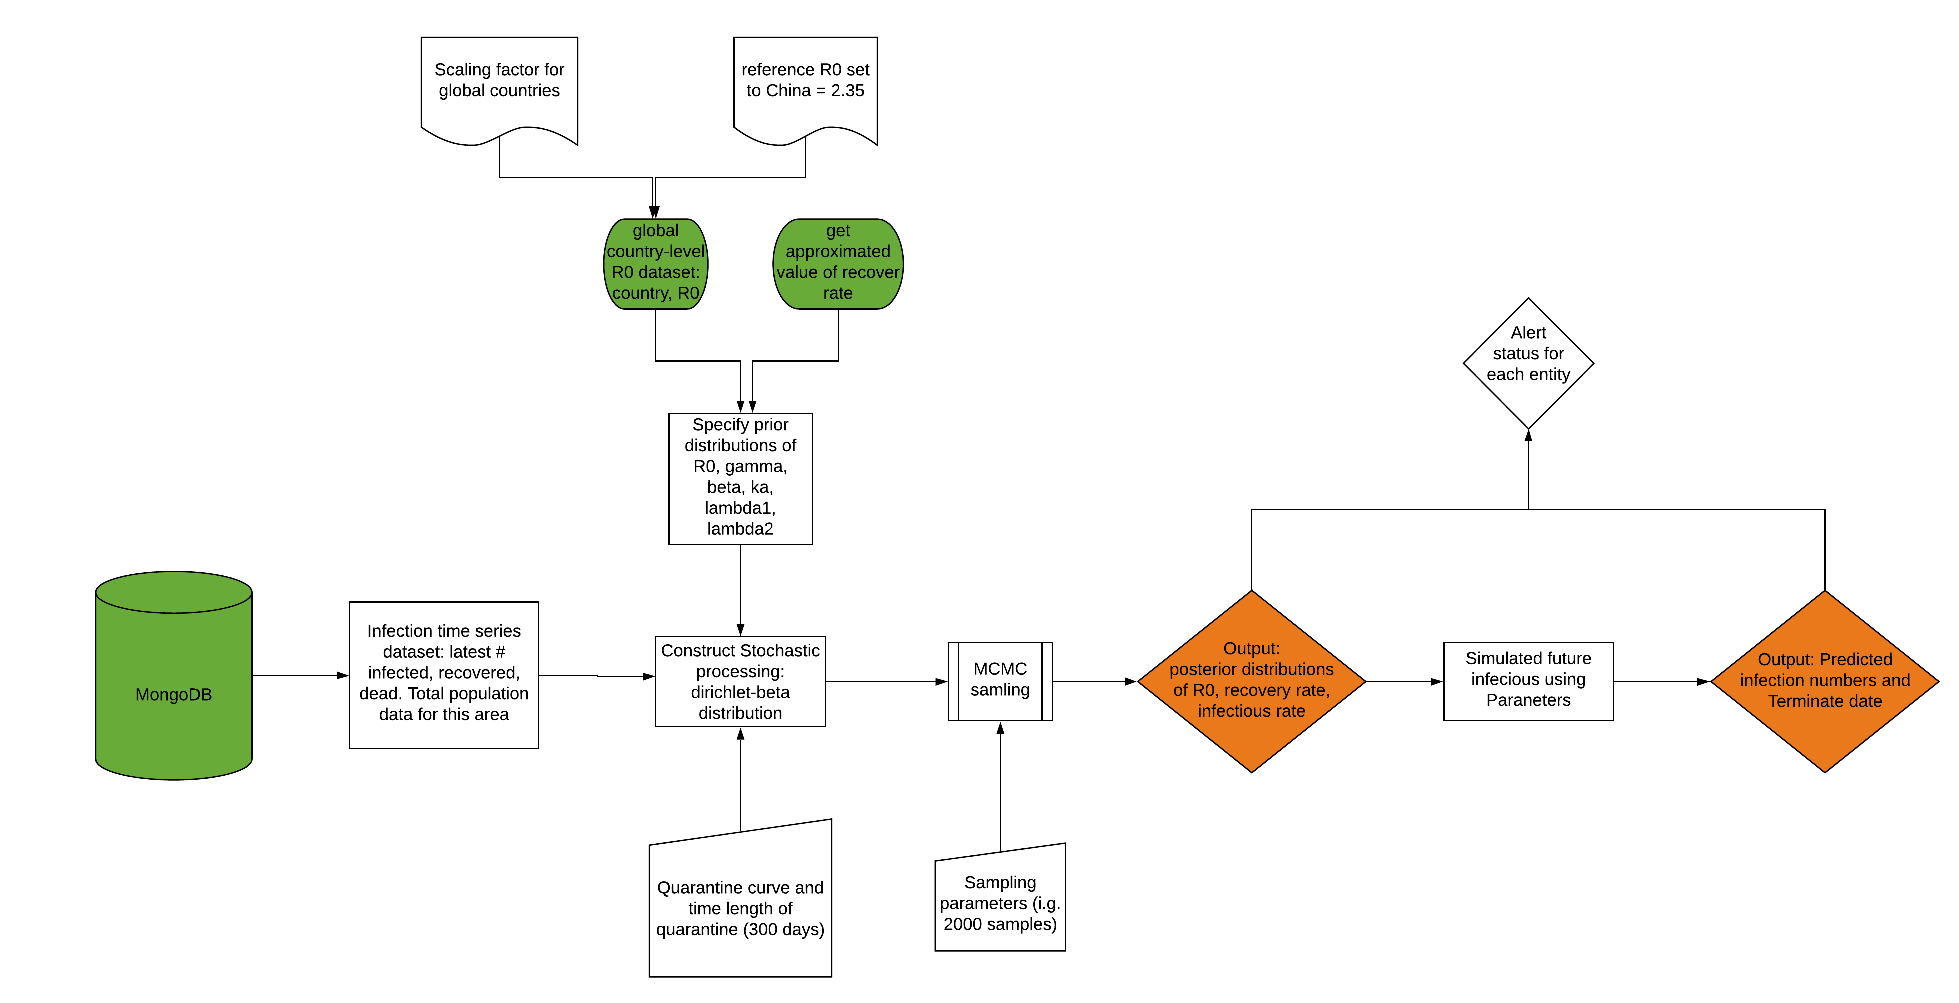 Scaling factor for
global countries
reference R0 set
to China = 2.35
global
country-level
R0 dataset:
country, R0
get
approximated
value of recover
rate
Alert
status for
each entity
Specify prior
distributions of
R0, gamma,
beta, ka,
lambda1,
lambda2
MongoDB
Infection time series
dataset: latest #
infected, recovered,
dead. Total population
data for this area
Construct Stochastic
processing:
dirichlet-beta
distribution
MCMC
samling
Output:
posterior distributions
of R0, recovery rate,
infectious rate
Simulated future
infecious using
Parameters
Output: Predicted
infection numbers and
Terminate date
Quarantine curve and
time length of
quarantine (300 days)
Sampling
parameters (i.g.
2000 samples)